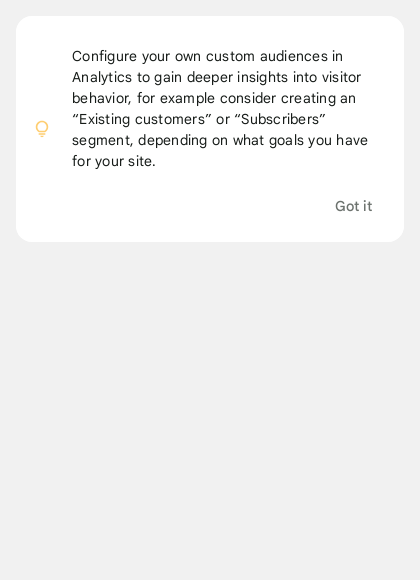 Configure your own custom audiences in
Analytics to gain deeper insights into visitor
behavior, for example consider creating an
“Existing customers” or “Subscribers”
segment, depending on what goals you have
for your site.
Got it